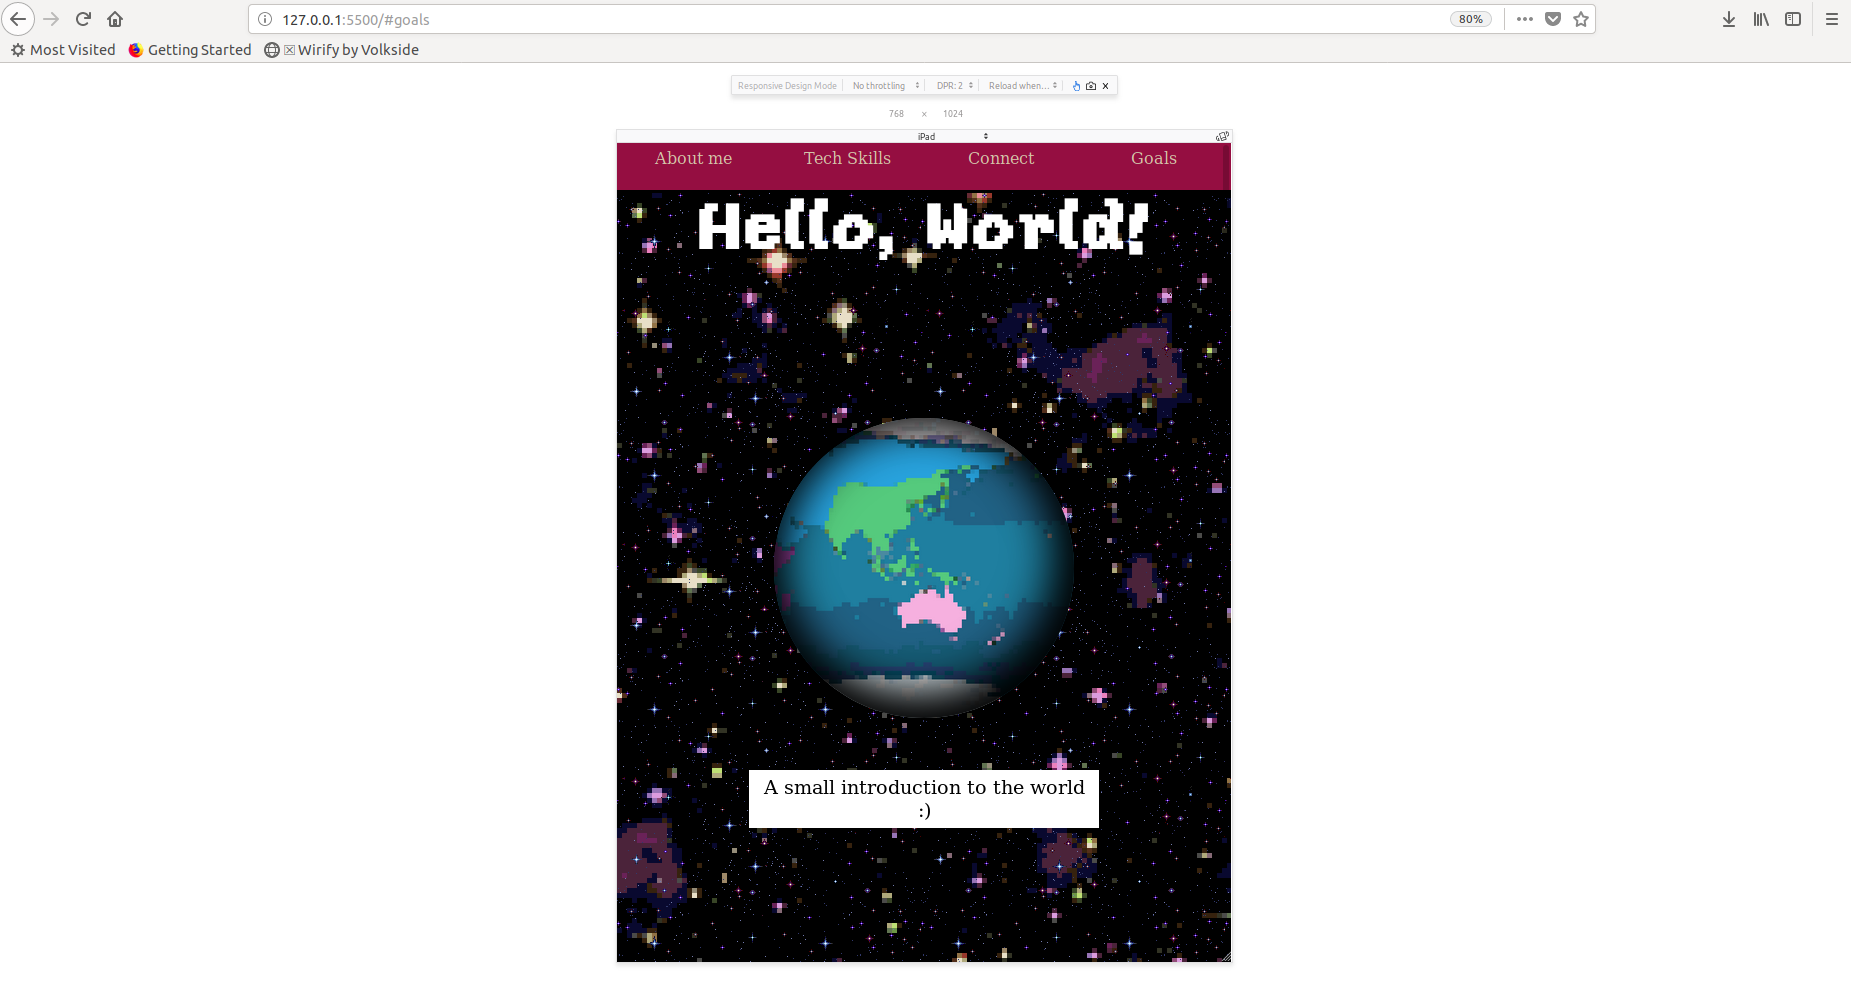 127.0.0.1:5500/#goals
80%
Most Visited
Getting Started
Wirify by Volkside
Responsive Design Mode
No throttling
DPR: 2
Reload when...
768 × 1024
iPad
About me
Tech Skills
Connect
Goals
Hello, World!
A small introduction to the world
:)